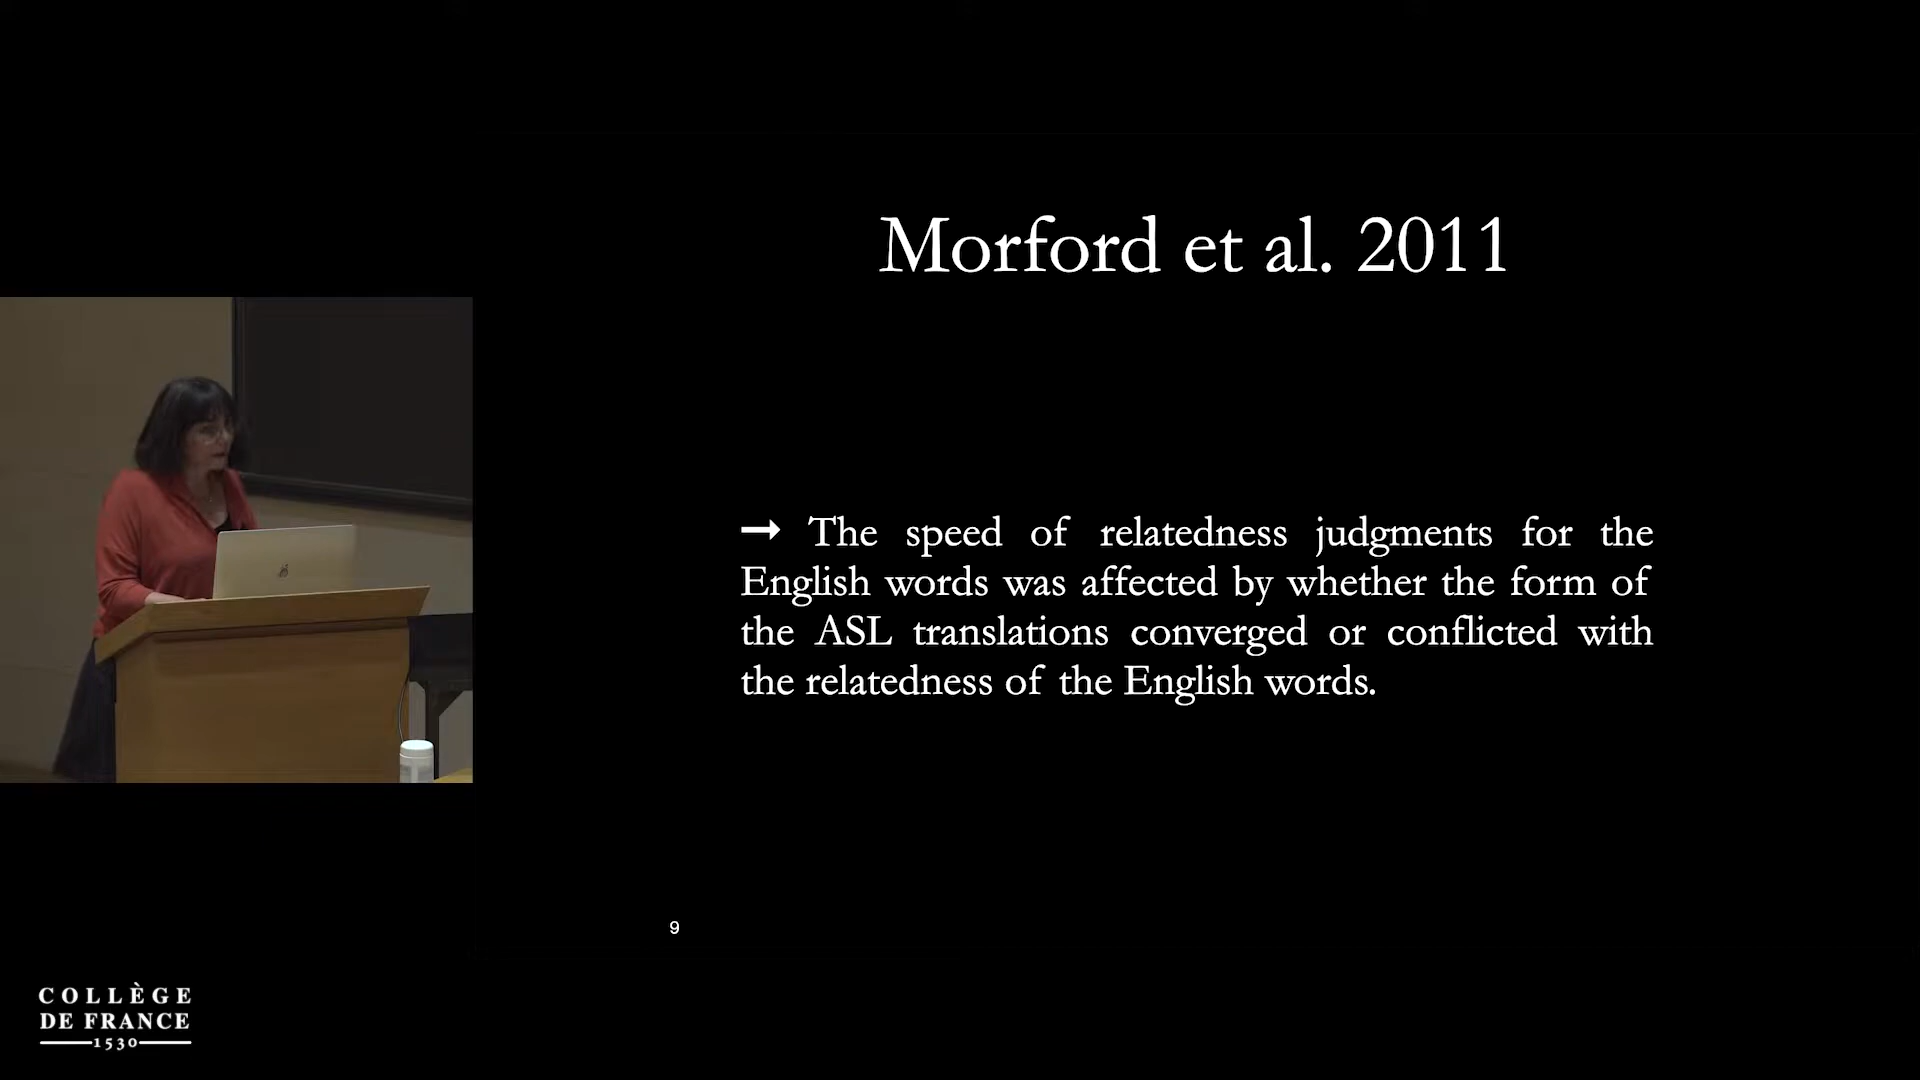 Morford et al. 2011
→ The speed of relatedness judgments for the
English words was affected by whether the form of
the ASL translations converged or conflicted with
the relatedness of the English words.
9
COLLÈGE
DE FRANCE
1530